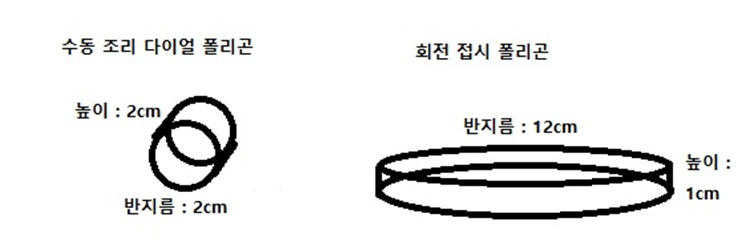 수동 조리 다이얼 폴리곤
회전 접시 폴리곤
높이 : 2cm
반지름 : 2cm
반지름 : 12cm
높이 :
1cm